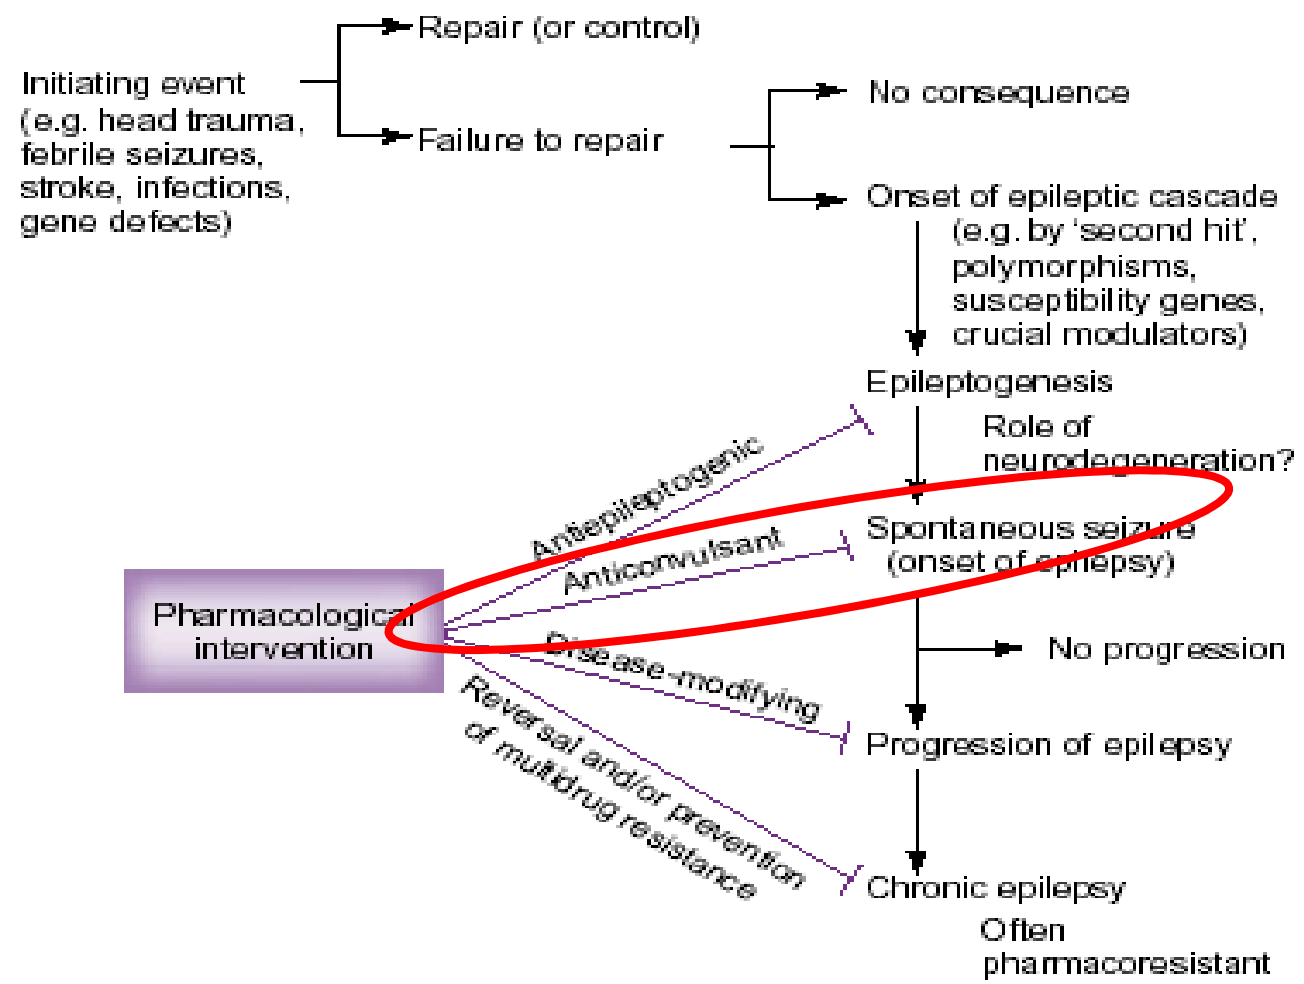 Repair (or control)
Initiating event
(e.g. head trauma,
febrile seizures,
stroke, infections,
gene defects)
Failure to repair
No consequence
Onset of epileptic cascade
(e.g. by ‘second hit’,
polymorphisms,
susceptibility genes,
crucial modulators)
Epileptogenesis
Role of
neurodegeneration?
Antiepileptogenic
Anticonvulsant
Spontaneous seizure
(onset of epilepsy)
Pharmacological
intervention
Disease-modifying
No progression
Progression of epilepsy
Reversal and/or prevention
of multidrug resistance
Chronic epilepsy
Often
pharmacoresistant